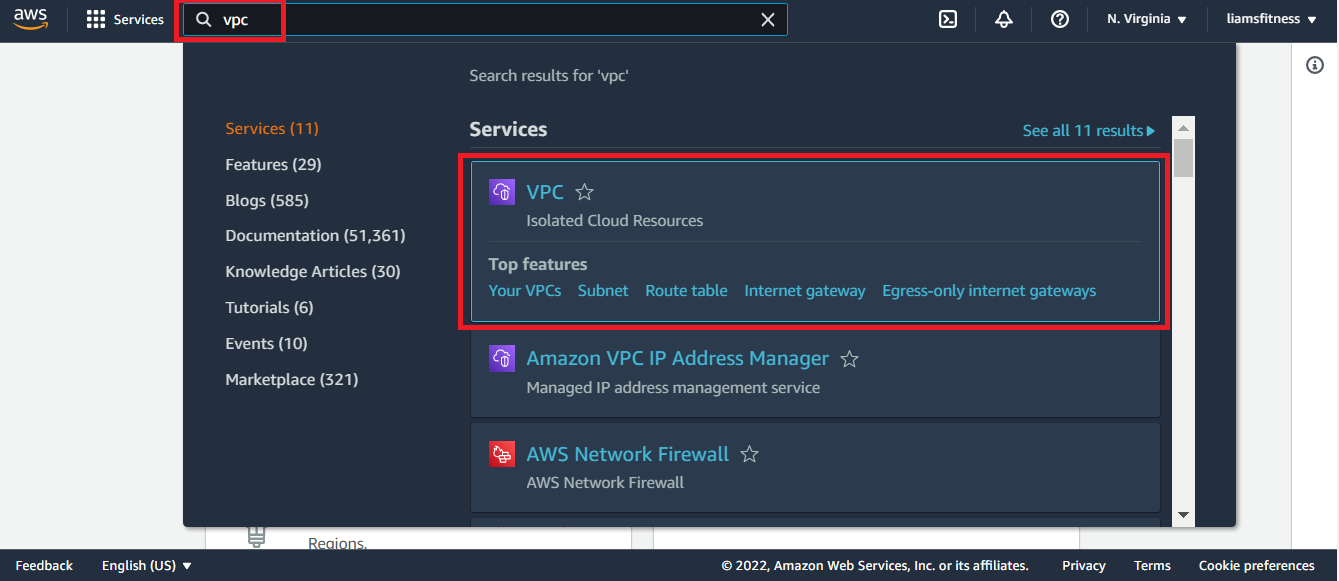 aws Services vpc N. Virginia liamsfitness
Search results for 'vpc'
Services (11)
Features (29)
Blogs (585)
Documentation (51,361)
Knowledge Articles (30)
Tutorials (6)
Events (10)
Marketplace (321)
Services See all 11 results
VPC
Isolated Cloud Resources
Top features
Your VPCs Subnet Route table Internet gateway Egress-only internet gateways
Amazon VPC IP Address Manager
Managed IP address management service
AWS Network Firewall
AWS Network Firewall
Regions.
Feedback English (US) © 2022, Amazon Web Services, Inc. or its affiliates. Privacy Terms Cookie preferences